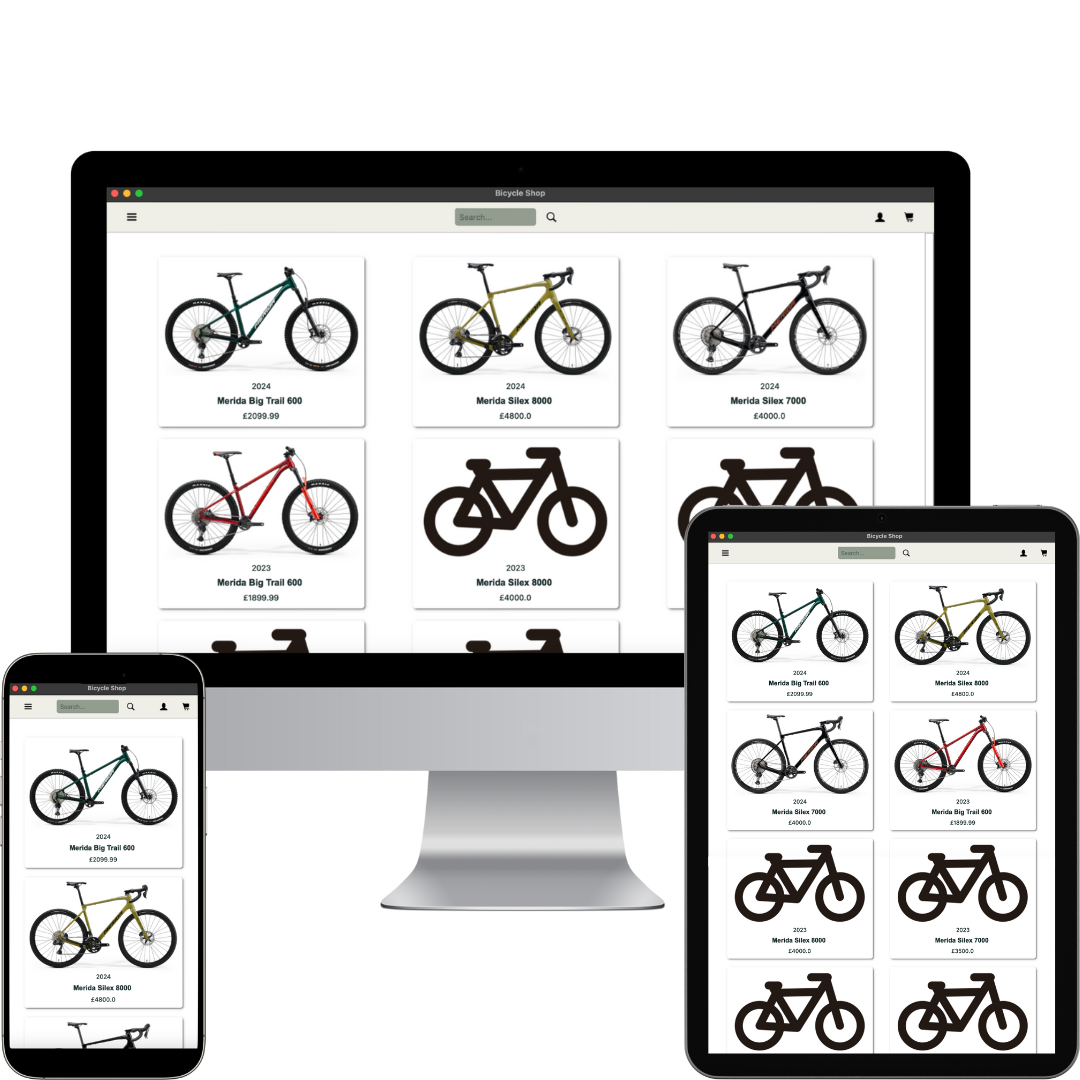 Bicycle Shop
Search...
2024
Merida Big Trail 600
£2099.99
2024
Merida Silex 8000
£4800.0
2024
Merida Silex 7000
£4000.0
2023
Merida Big Trail 600
£1899.99
2023
Merida Silex 8000
£4000.0
Bicycle Shop
Search...
2024
Merida Big Trail 600
£2099.99
2024
Merida Silex 8000
£4800.0
2024
Merida Silex 7000
£4000.0
2023
Merida Big Trail 600
£1899.99
2023
Merida Silex 8000
£4000.0
2023
Merida Silex 7000
£3500.0
Bicycle Shop
Search...
2024
Merida Big Trail 600
£2099.99
2024
Merida Silex 8000
£4800.0